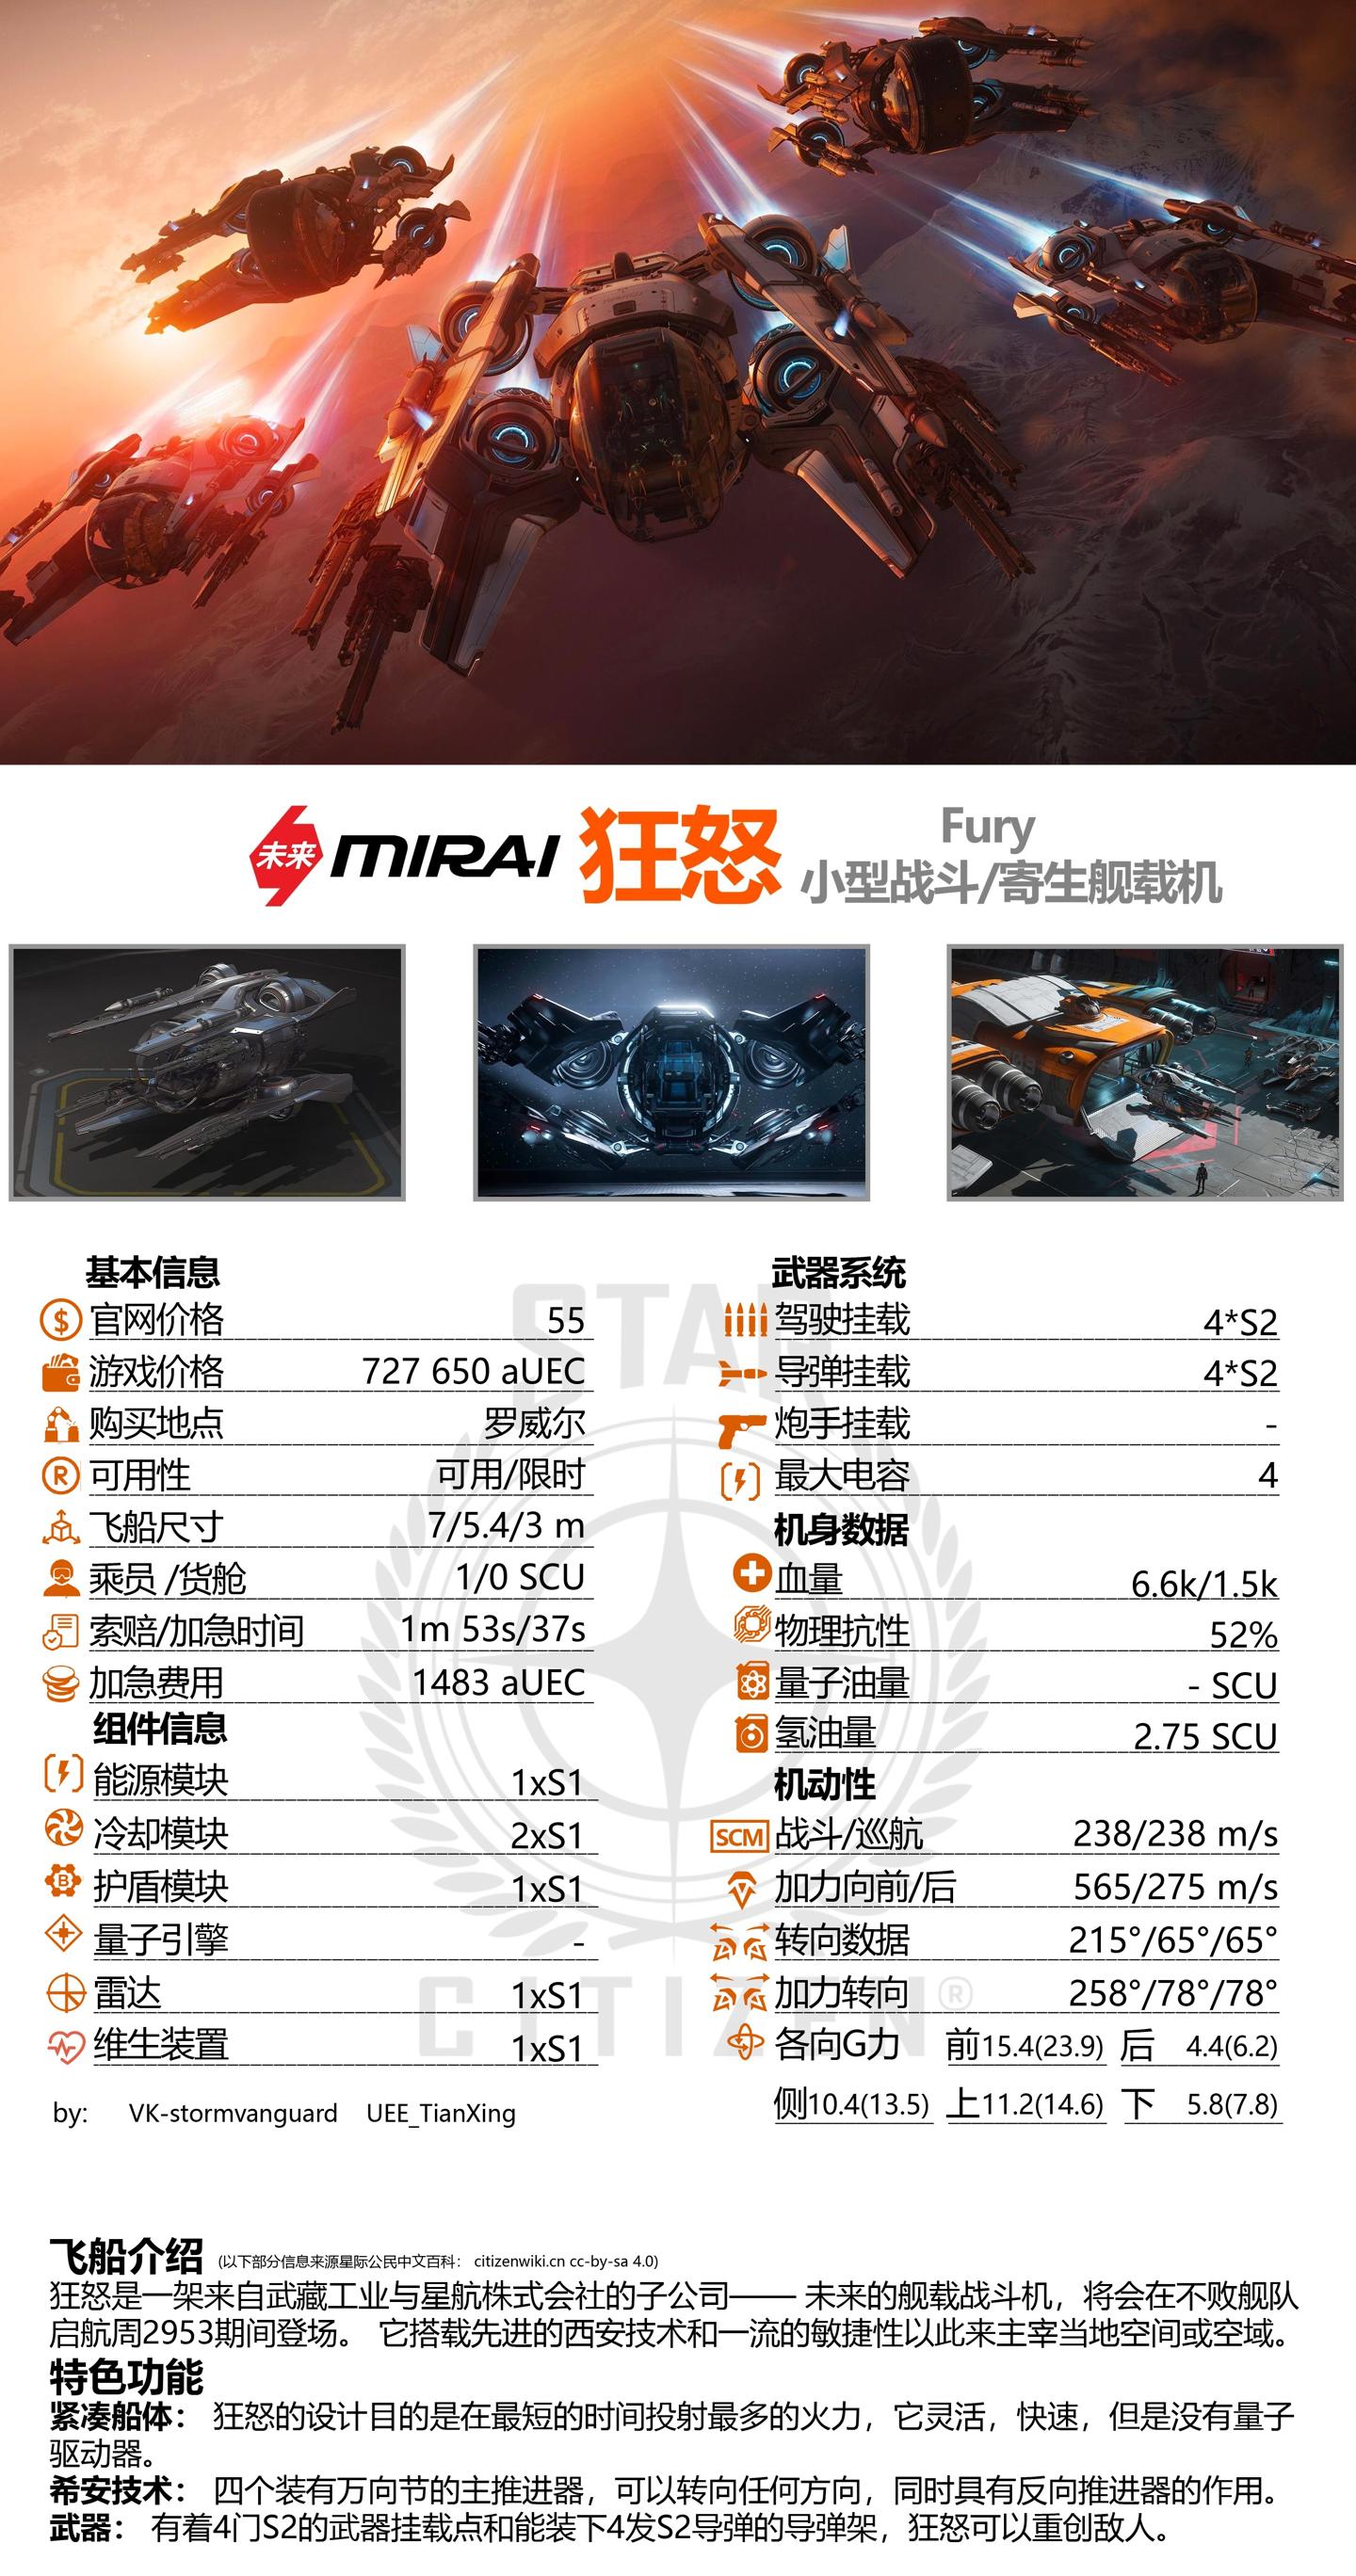 未来 MIRAI 狂怒 Fury
小型战斗/寄生舰载机
基本信息
官网价格 55
游戏价格 727 650 aUEC
购买地点 罗威尔
可用性 可用/限时
飞船尺寸 7/5.4/3 m
乘员 /货舱 1/0 SCU
索赔/加急时间 1m 53s/37s
加急费用 1483 aUEC
组件信息
能源模块 1xS1
冷却模块 2xS1
护盾模块 1xS1
量子引擎 -
雷达 1xS1
维生装置 1xS1
by: VK-stormvanguard UEE_TianXing
武器系统
驾驶挂载 4*S2
导弹挂载 4*S2
炮手挂载 -
最大电容 4
机身数据
血量 6.6k/1.5k
物理抗性 52%
量子油量 - SCU
氢油量 2.75 SCU
机动性
SCM 战斗/巡航 238/238 m/s
加力向前/后 565/275 m/s
转向数据 215°/65°/65°
加力转向 258°/78°/78°
各向G力 前15.4(23.9) 后 4.4(6.2)
侧10.4(13.5) 上11.2(14.6) 下 5.8(7.8)
STAR
CITIZEN®
飞船介绍 (以下部分信息来源星际公民中文百科： citizenwiki.cn cc-by-sa 4.0)
狂怒是一架来自武藏工业与星航株式会社的子公司—— 未来的舰载战斗机，将会在不败舰队
启航周2953期间登场。 它搭载先进的西安技术和一流的敏捷性以此来主宰当地空间或空域。
特色功能
紧凑船体： 狂怒的设计目的是在最短的时间投射最多的火力，它灵活，快速，但是没有量子
驱动器。
希安技术： 四个装有万向节的主推进器，可以转向任何方向，同时具有反向推进器的作用。
武器： 有着4门S2的武器挂载点和能装下4发S2导弹的导弹架，狂怒可以重创敌人。